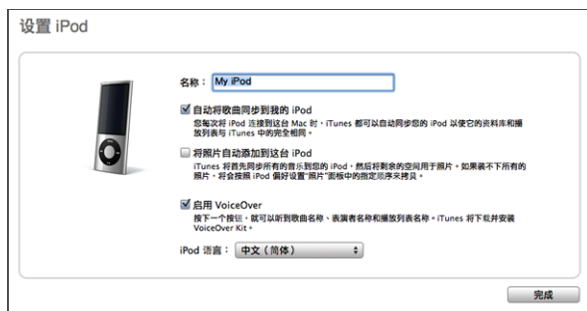 设置 iPod
名称：My iPod
自动将歌曲同步到我的 iPod
您每次将 iPod 连接到这台 Mac 时，iTunes 都可以自动同步您的 iPod 以使它的资料库和播
放列表与 iTunes 中的完全相同。
将照片自动添加到这台 iPod
iTunes 将首先同步所有的音乐到您的 iPod，然后将剩余的空间用于照片。如果装不下所有的
照片，将会按照 iPod 偏好设置“照片”面板中的指定顺序来拷贝。
启用 VoiceOver
按下一个按钮，就可以听到歌曲名称、表演者名称和播放列表名称。iTunes 将下载并安装
VoiceOver Kit。
iPod 语言：中文（简体）
完成